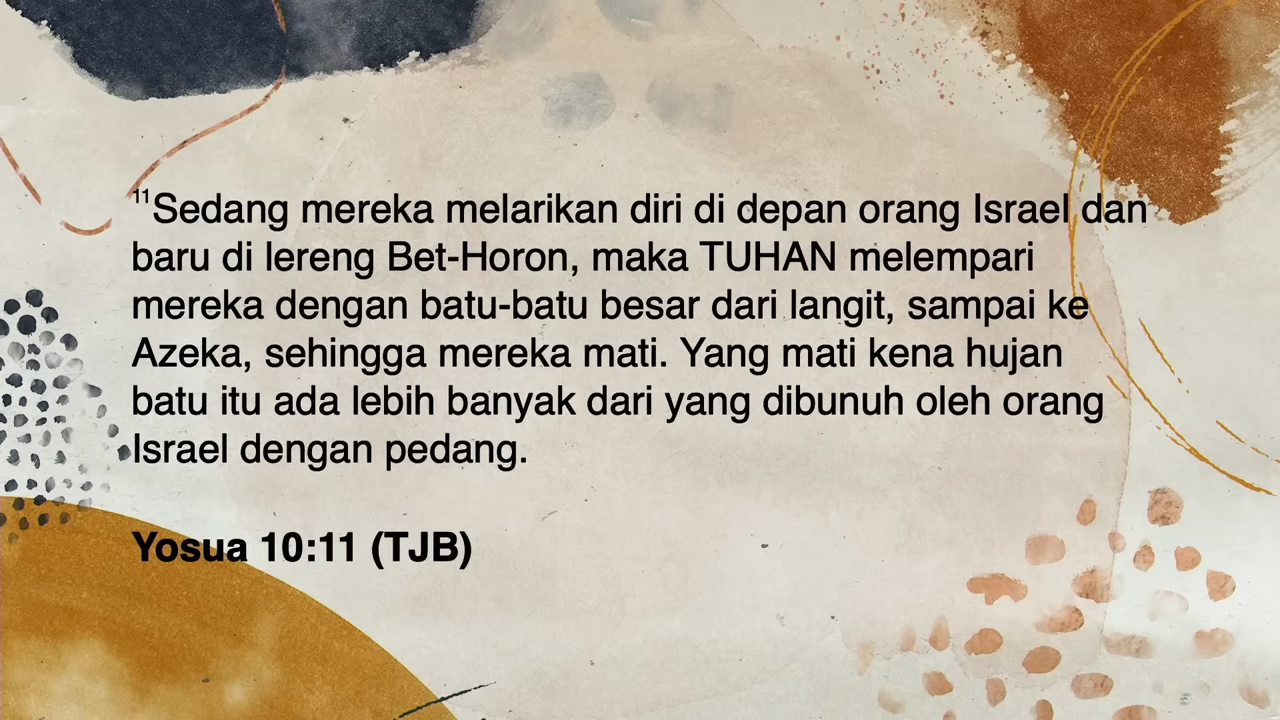 11Sedang mereka melarikan diri di depan orang Israel dan
baru di lereng Bet-Horon, maka TUHAN melempari
mereka dengan batu-batu besar dari langit, sampai ke
Azeka, sehingga mereka mati. Yang mati kena hujan
batu itu ada lebih banyak dari yang dibunuh oleh orang
Israel dengan pedang.
Yosua 10:11 (TJB)